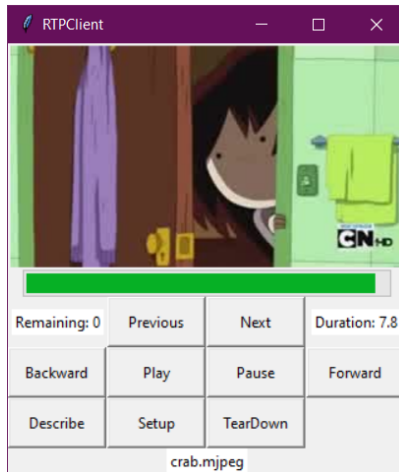 RTPClient
CN HD
Remaining: 0 Previous Next Duration: 7.8
Backward Play Pause Forward
Describe Setup TearDown
crab.mjpeg